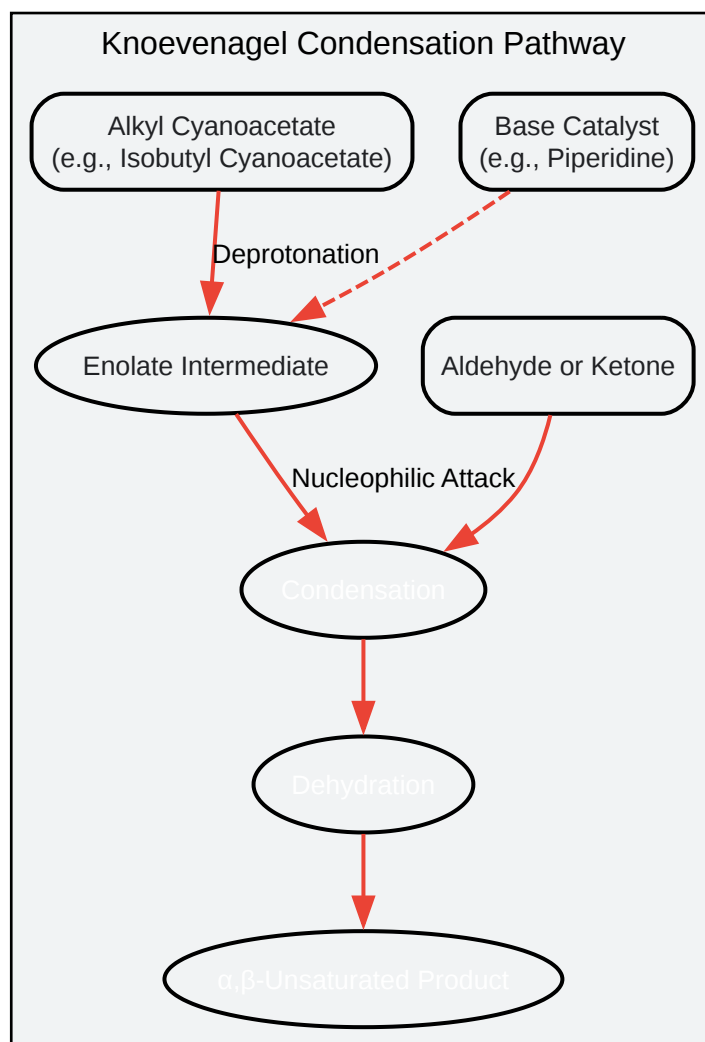 Knoevenagel Condensation Pathway
Alkyl Cyanoacetate
(e.g., Isobutyl Cyanoacetate)
Base Catalyst
(e.g., Piperidine)
Deprotonation
Enolate Intermediate
Aldehyde or Ketone
Nucleophilic Attack
Condensation
Dehydration
α,β-Unsaturated Product